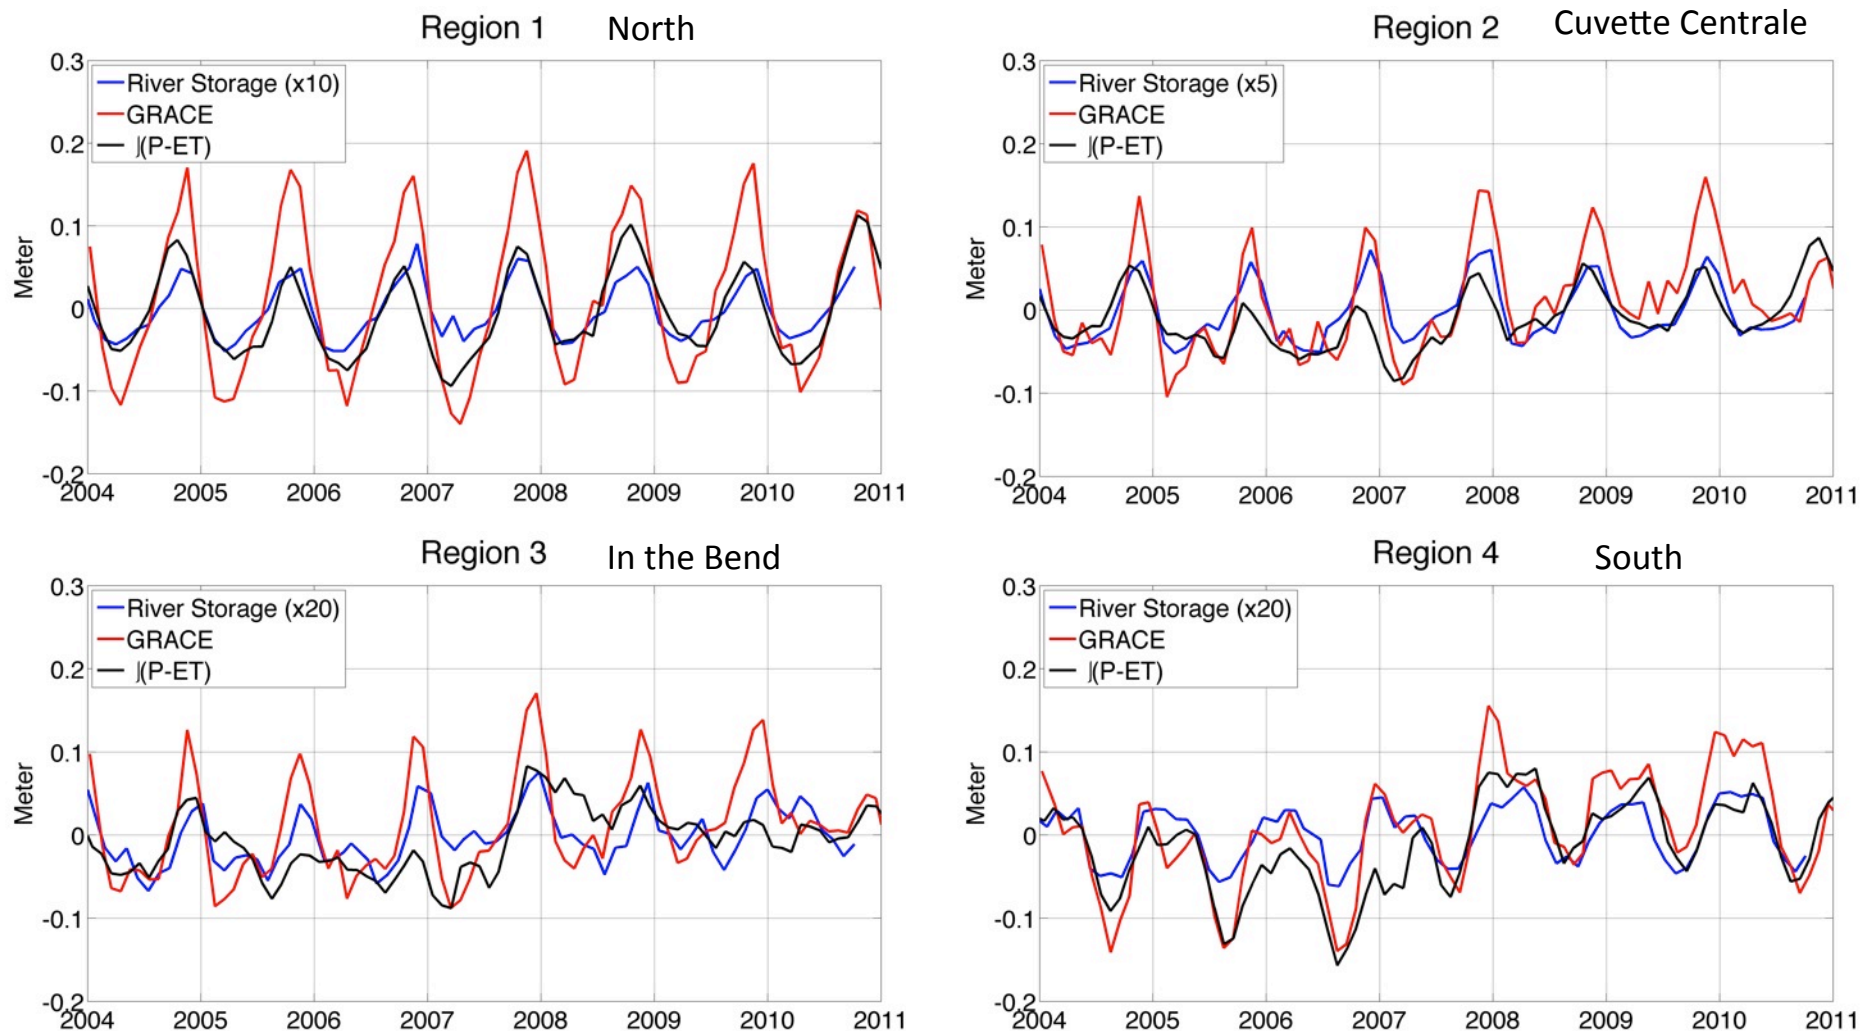 Region 1 North
0.3
River Storage (x10)
GRACE
∫(P-ET)
0.2
0.1
0
-0.1
-0.2
Meter
2004 2005 2006 2007 2008 2009 2010 2011
Region 2 Cuvette Centrale
0.3
River Storage (x5)
GRACE
∫(P-ET)
0.2
0.1
0
-0.1
-0.2
Meter
2004 2005 2006 2007 2008 2009 2010 2011
Region 3 In the Bend
0.3
River Storage (x20)
GRACE
∫(P-ET)
0.2
0.1
0
-0.1
-0.2
Meter
2004 2005 2006 2007 2008 2009 2010 2011
Region 4 South
0.3
River Storage (x20)
GRACE
∫(P-ET)
0.2
0.1
0
-0.1
-0.2
Meter
2004 2005 2006 2007 2008 2009 2010 2011